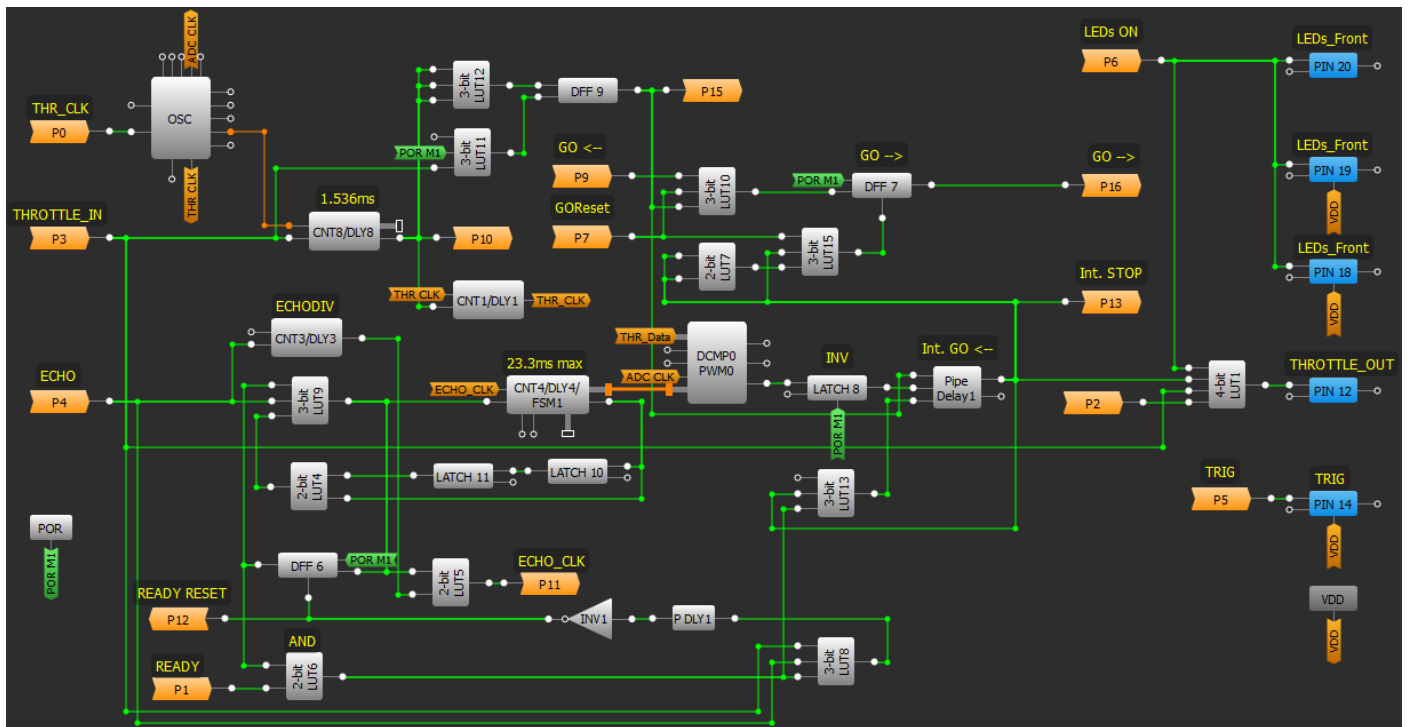 LEDs ON
P6
LEDs_Front
PIN 20
ADC CLK
OSC
THR CLK
THR_CLK
P0
3-bit
LUT12
DFF 9
P15
POR M1
3-bit
LUT11
LEDs_Front
PIN 19
VDD
GO <--
P9
GO -->
POR M1
DFF 7
3-bit
LUT10
GO -->
P16
1.536ms
CNT8/DLY8
THROTTLE_IN
P3
P10
GOReset
P7
3-bit
LUT15
2-bit
LUT7
LEDs_Front
PIN 18
VDD
Int. STOP
P13
THR CLK
CNT1/DLY1
THR_CLK
ECHODIV
CNT3/DLY3
THR_Data
DCMP0
PWM0
ADC CLK
INV
LATCH 8
POR M1
Int. GO <--
Pipe
Delay1
23.3ms max
ECHO_CLK
CNT4/DLY4/
FSM1
ECHO
P4
3-bit
LUT9
P2
4-bit
LUT1
THROTTLE_OUT
PIN 12
2-bit
LUT4
LATCH 11
LATCH 10
3-bit
LUT13
TRIG
P5
TRIG
PIN 14
VDD
POR
POR M1
DFF 6
POR M1
2-bit
LUT5
ECHO_CLK
P11
READY RESET
P12
INV1
P DLY1
VDD
VDD
AND
2-bit
LUT6
READY
P1
3-bit
LUT8